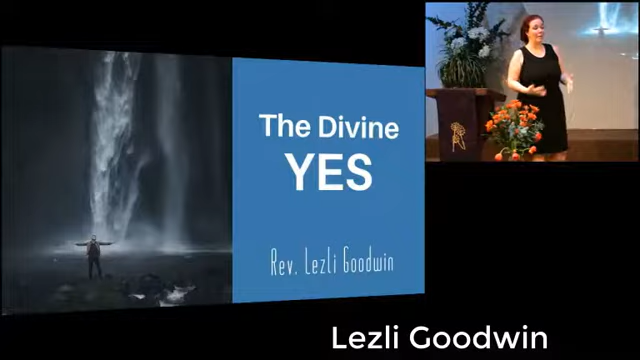 The Divine
YES
Rev. Lezli Goodwin
Lezli Goodwin